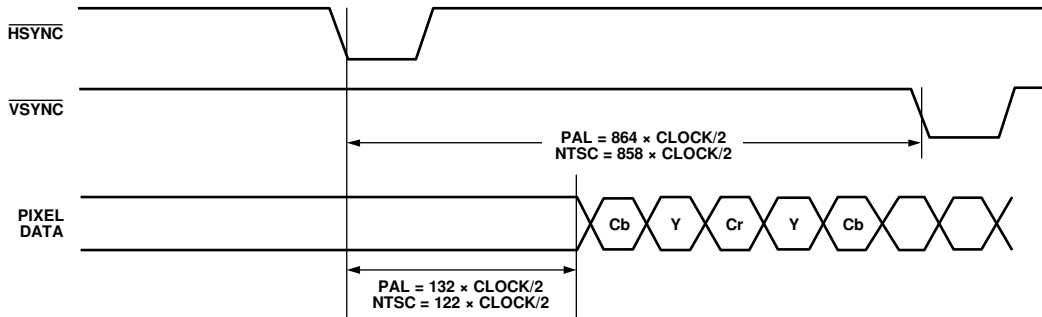 HSYNC
VSYNC
PAL = 864 × CLOCK/2
NTSC = 858 × CLOCK/2
PIXEL
DATA
Cb
Y
Cr
Y
Cb
PAL = 132 × CLOCK/2
NTSC = 122 × CLOCK/2